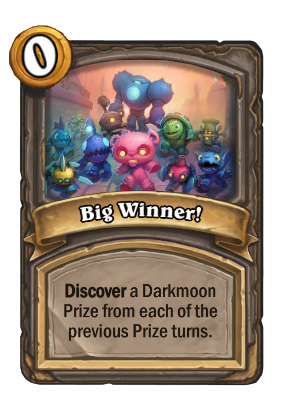 0
Big Winner!
Discover a Darkmoon
Prize from each of the
previous Prize turns.